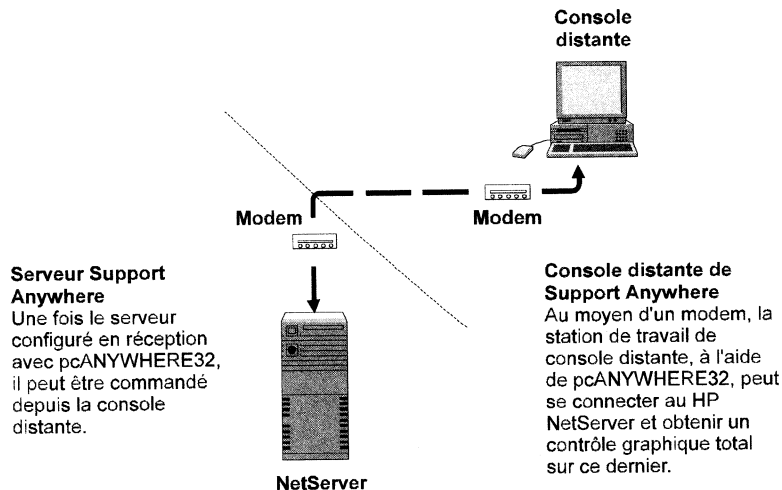 Console
distante
Modem
Modem
Serveur Support
Anywhere
Une fois le serveur
configuré en réception
avec pcANYWHERE32,
il peut être commandé
depuis la console
distante.
Console distante de
Support Anywhere
Au moyen d'un modem, la
station de travail de
console distante, à l'aide
de pcANYWHERE32, peut
se connecter au HP
NetServer et obtenir un
contrôle graphique total
sur ce dernier.
NetServer